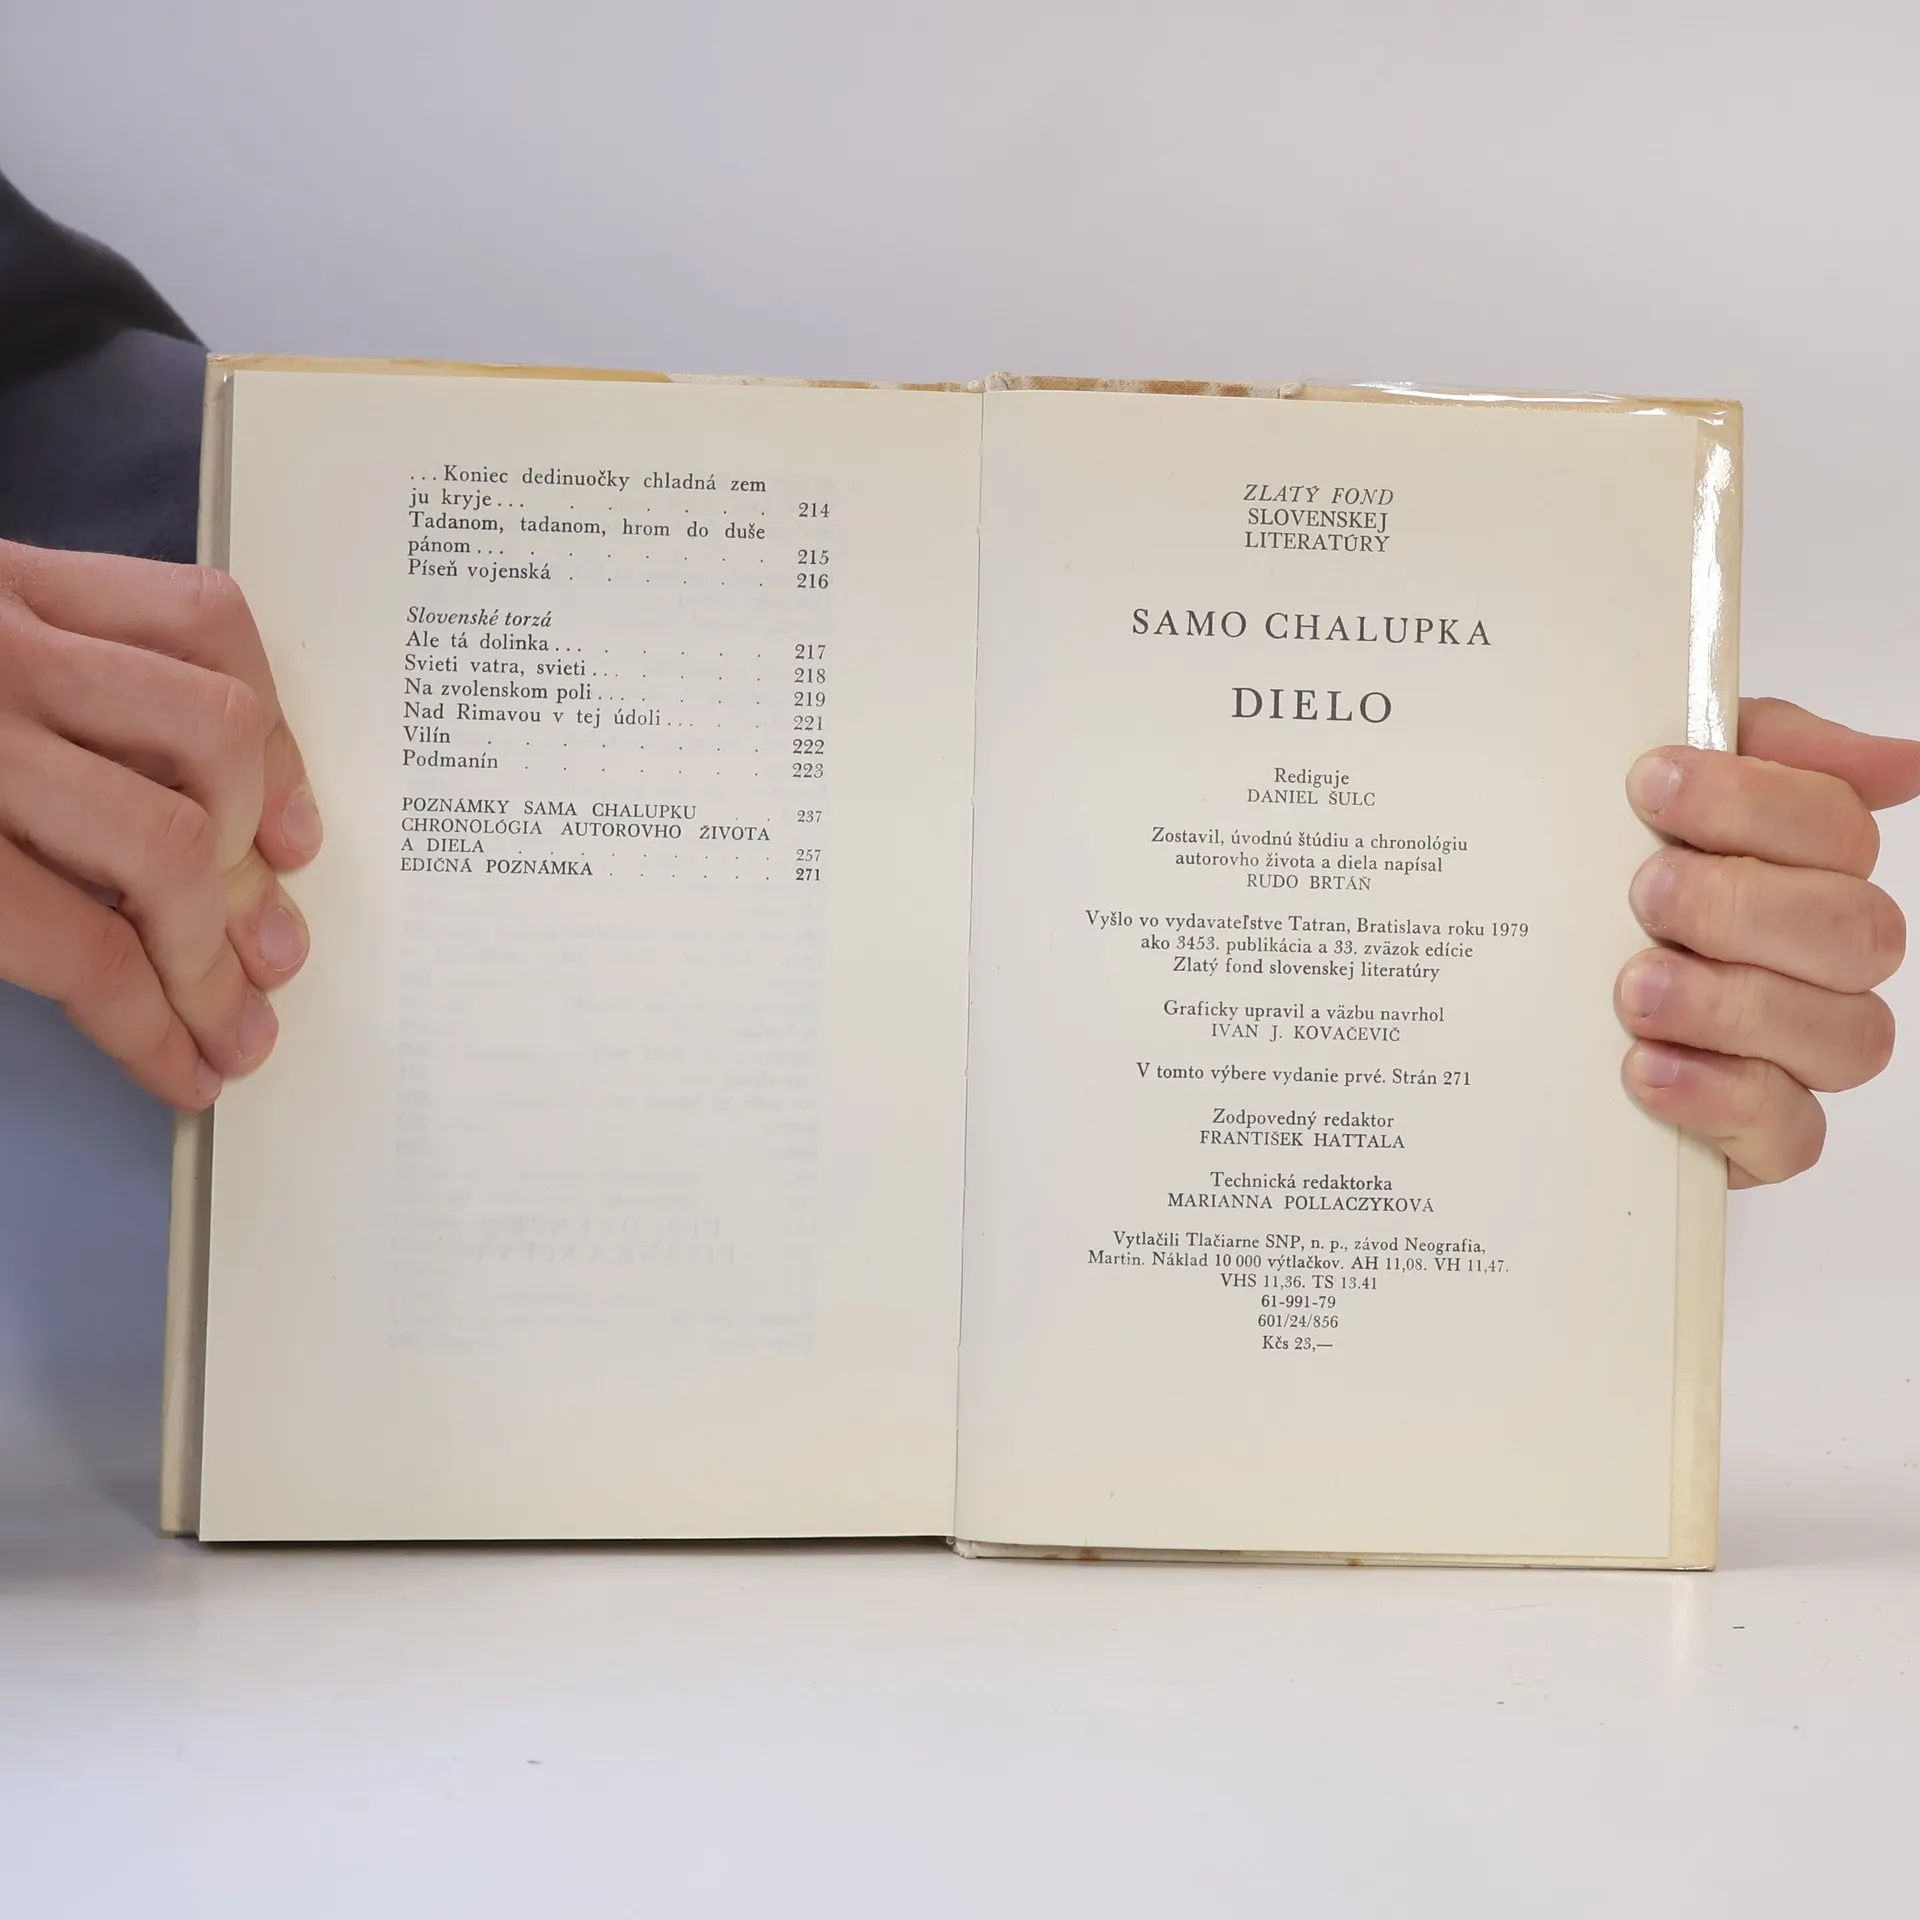 ...Koniec dedinuočky chladná zem
ju kryje... . . . . . . 214
Tadanom, tadanom, hrom do duše
pánom... . . . . . . . 215
Píseň vojenská . . . . . . 216
Slovenské torzá
Ale tá dolinka... . . . . . 217
Svieti vatra, svieti... . . . . 218
Na zvolenskom poli... . . . . 219
Nad Rimavou v tej údoli... . . 221
Vilín . . . . . . . . 222
Podmanín . . . . . . . 223
POZNÁMKY SAMA CHALUPKU . . 237
CHRONOLÓGIA AUTOROVHO ŽIVOTA
A DIELA . . . . . . . . 257
EDIČNÁ POZNÁMKA . . . . . 271
ZLATÝ FOND
SLOVENSKEJ
LITERATÚRY
SAMO CHALUPKA
DIELO
Rediguje
DANIEL ŠULC
Zostavil, úvodnú štúdiu a chronológiu
autorovho života a diela napísal
RUDO BRTÁŇ
Vyšlo vo vydavateľstve Tatran, Bratislava roku 1979
ako 3453. publikácia a 33. zväzok edície
Zlatý fond slovenskej literatúry
Graficky upravil a väzbu navrhol
IVAN J. KOVAČEVIČ
V tomto výbere vydanie prvé. Strán 271
Zodpovedný redaktor
FRANTIŠEK HATTALA
Technická redaktorka
MARIANNA POLLACZYKOVÁ
Vytlačili Tlačiarne SNP, n. p., závod Neografia,
Martin. Náklad 10 000 výtlačkov. AH 11,08. VH 11,47.
VHS 11,36. TS 13.41
61-991-79
601/24/856
Kčs 23,—